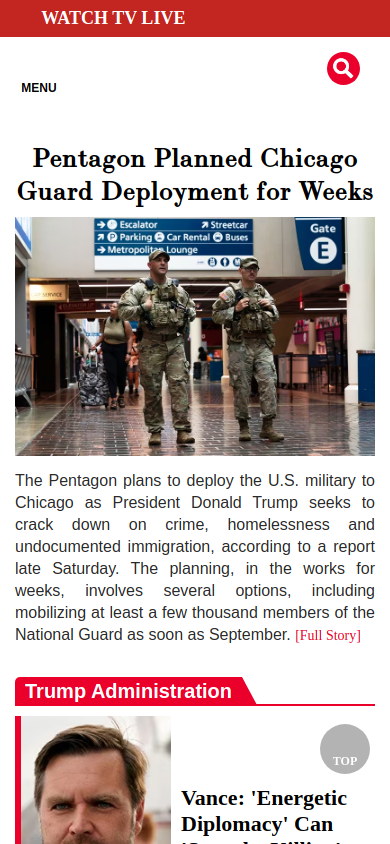 WATCH TV LIVE
MENU
Pentagon Planned Chicago
Guard Deployment for Weeks
Escalator Streetcar
Parking Car Rental Buses
Metropolitan Lounge
Gate
E
SERVICE
The Pentagon plans to deploy the U.S. military to
Chicago as President Donald Trump seeks to
crack down on crime, homelessness and
undocumented immigration, according to a report
late Saturday. The planning, in the works for
weeks, involves several options, including
mobilizing at least a few thousand members of the
National Guard as soon as September. [Full Story]
Trump Administration
TOP
Vance: 'Energetic
Diplomacy' Can